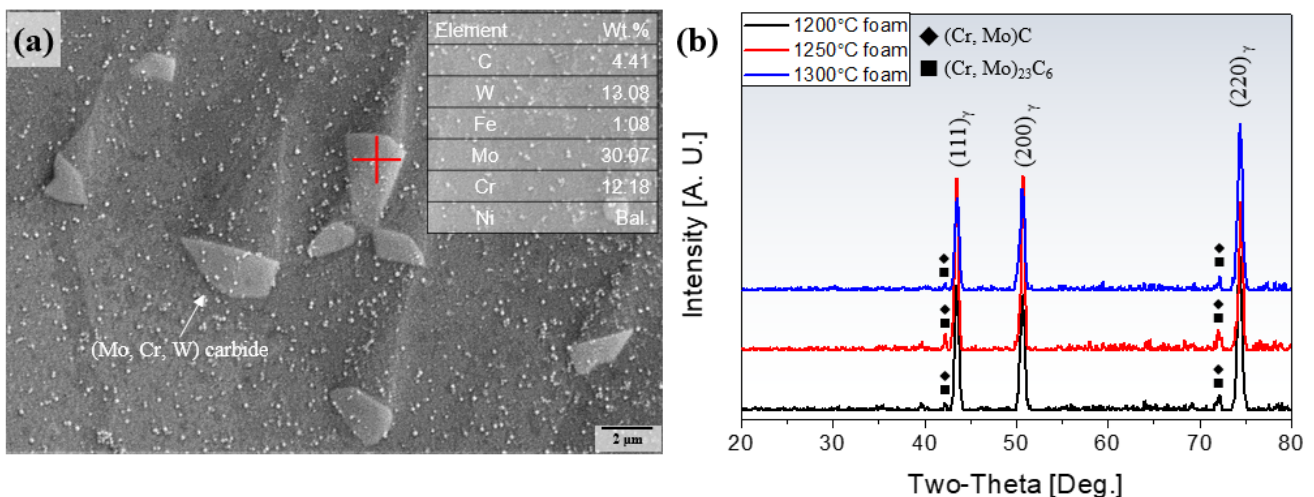 (a)
Element Wt.%
C 4.41
W 13.08
Fe 1.08
Mo 30.07
Cr 12.18
Ni Bal.
(Mo, Cr, W) carbide
2 μm
(b)
1200°C foam
1250°C foam
1300°C foam
◆ (Cr, Mo)C
■ (Cr, Mo)₂₃C₆
(111)γ
(200)γ
(220)γ
Intensity [A. U.]
20 30 40 50 60 70 80
Two-Theta [Deg.]